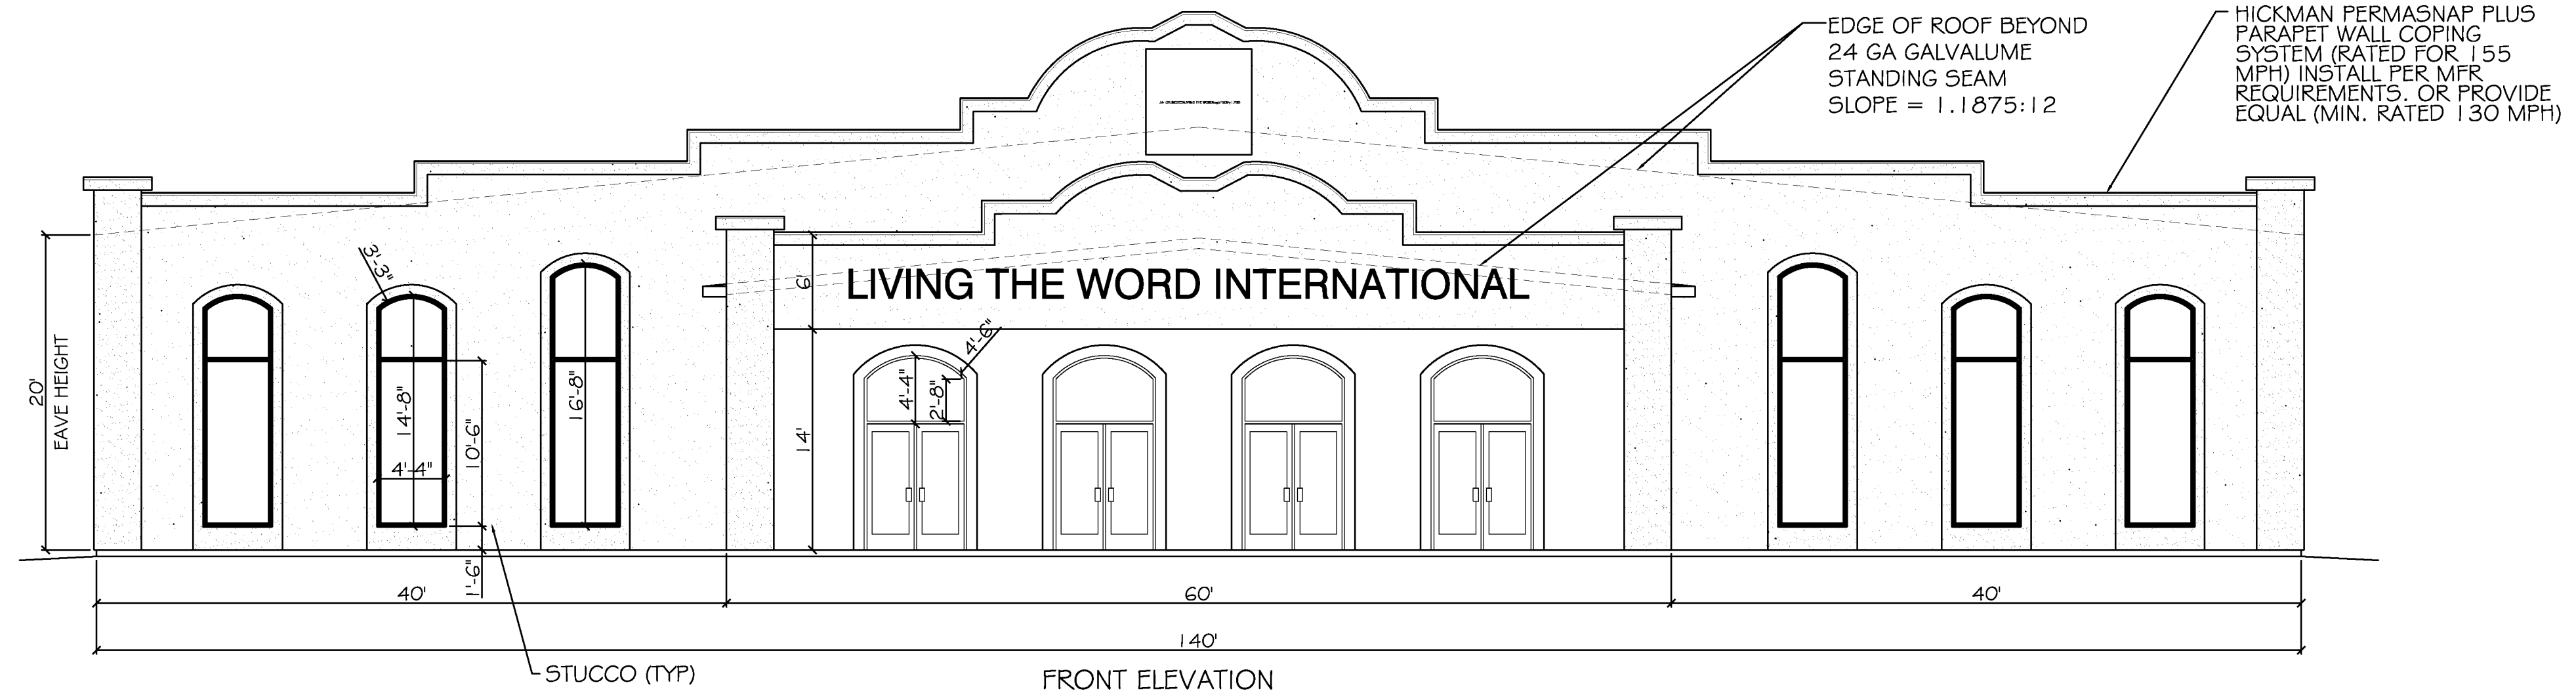 EDGE OF ROOF BEYOND
24 GA GALVALUME
STANDING SEAM
SLOPE = 1.1875:12
HICKMAN PERMASNAP PLUS
PARAPET WALL COPING
SYSTEM (RATED FOR 155
MPH) INSTALL PER MFR
REQUIREMENTS. OR PROVIDE
EQUAL (MIN. RATED 130 MPH)
3'-3"
6'
LIVING THE WORD INTERNATIONAL
4'-6"
20'
EAVE HEIGHT
14'-8"
16'-8"
4'-4"
2'-8"
10'-6"
14'
4'-4"
1'-6"
40'
60'
40'
140'
STUCCO (TYP)
FRONT ELEVATION